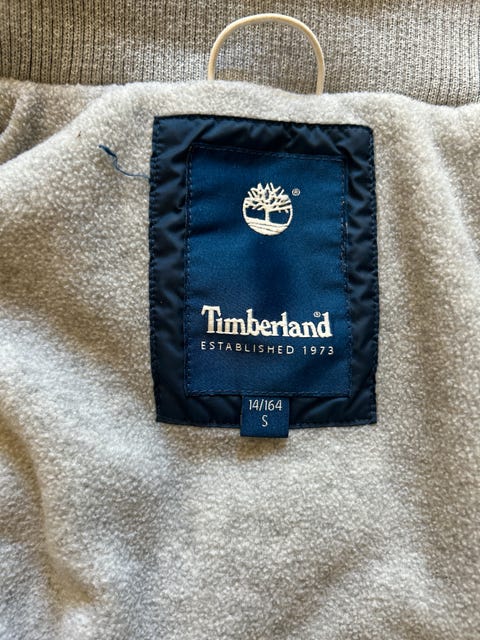 ®
Timberland®
ESTABLISHED 1973
14/164
S